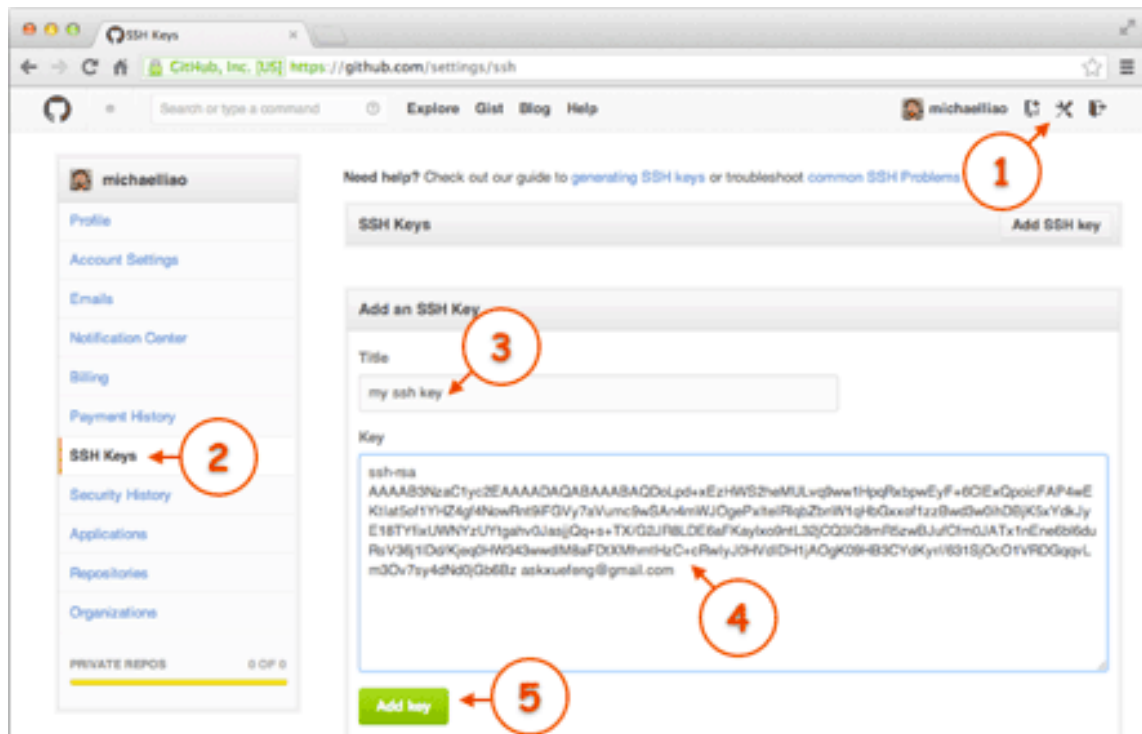 SSH Keys
GitHub, Inc. [US] https://github.com/settings/ssh
Search or type a command Explore Gist Blog Help michaelliao
1
michaelliao
Need help? Check out our guide to generating SSH keys or troubleshoot common SSH Problems
Profile
Account Settings
Emails
Notification Center
Billing
Payment History
SSH Keys
2
Security History
Applications
Repositories
Organizations
PRIVATE REPOS 0 OF 0
SSH Keys Add SSH key
Add an SSH Key
3
Title
my ssh key
Key
ssh-rsa
askxuefeng@gmail.com
4
Add key
5